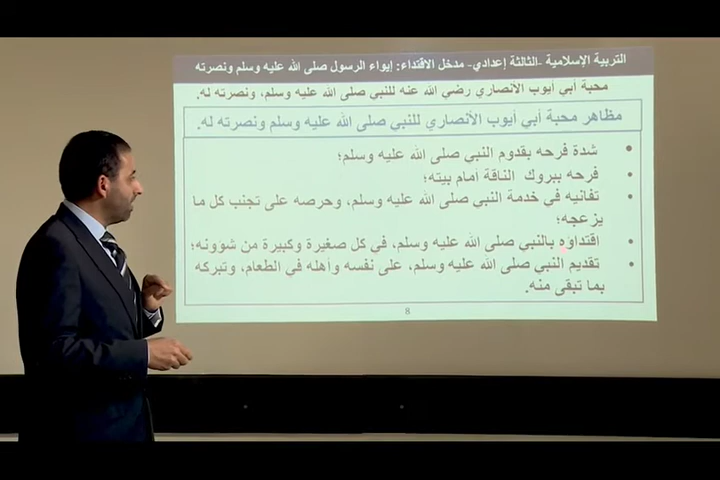 التربية الإسلامية -الثالثة إعدادي- مدخل الاقتداء: إيواء الرسول صلى الله عليه وسلم ونصرته
محبة أبي أيوب الأنصاري رضي الله عنه للنبي صلى الله عليه وسلم، ونصرته له.
مظاهر محبة أبي أيوب الأنصاري للنبي صلى الله عليه وسلم ونصرته له.
• شدة فرحه بقدوم النبي صلى الله عليه وسلم؛
• فرحه ببروك الناقة أمام بيته؛
• تفانيه في خدمة النبي صلى الله عليه وسلم، وحرصه على تجنب كل ما
يزعجه؛
• اقتداؤه بالنبي صلى الله عليه وسلم، في كل صغيرة وكبيرة من شؤونه؛
• تقديم النبي صلى الله عليه وسلم، على نفسه وأهله في الطعام، وتبركه
بما تبقى منه.
8